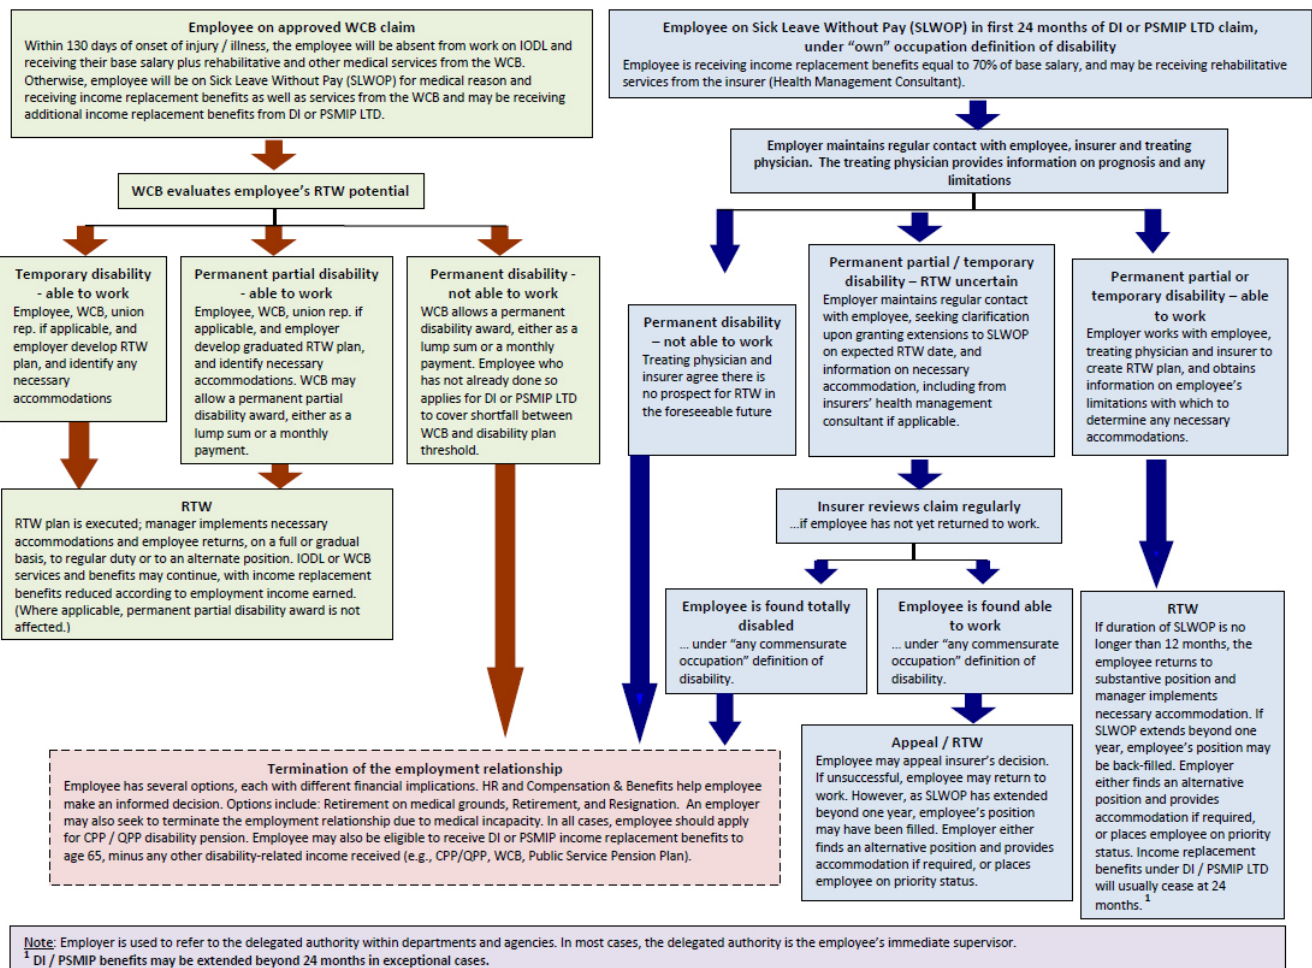 Employee on approved WCB claim
Within 130 days of onset of injury / illness, the employee will be absent from work on IODL and
receiving their base salary plus rehabilitative and other medical services from the WCB.
Otherwise, employee will be on Sick Leave Without Pay (SLWOP) for medical reason and
receiving income replacement benefits as well as services from the WCB and may be receiving
additional income replacement benefits from DI or PSMIP LTD.
WCB evaluates employee's RTW potential
Temporary disability
- able to work
Employee, WCB, union
rep. if applicable, and
employer develop RTW
plan, and identify any
necessary
accommodations
Permanent partial disability
- able to work
Employee, WCB, union rep. if
applicable, and employer
develop graduated RTW plan,
and identify necessary
accommodations. WCB may
allow a permanent partial
disability award, either as a
lump sum or a monthly
payment.
Permanent disability -
not able to work
WCB allows a permanent
disability award, either as a
lump sum or a monthly
payment. Employee who
has not already done so
applies for DI or PSMIP LTD
to cover shortfall between
WCB and disability plan
threshold.
RTW
RTW plan is executed; manager implements necessary
accommodations and employee returns, on a full or gradual
basis, to regular duty or to an alternate position. IODL or WCB
services and benefits may continue, with income replacement
benefits reduced according to employment income earned.
(Where applicable, permanent partial disability award is not
affected.)
Employee on Sick Leave Without Pay (SLWOP) in first 24 months of DI or PSMIP LTD claim,
under "own" occupation definition of disability
Employee is receiving income replacement benefits equal to 70% of base salary, and may be receiving rehabilitative
services from the insurer (Health Management Consultant).
Employer maintains regular contact with employee, insurer and treating
physician. The treating physician provides information on prognosis and any
limitations
Permanent disability
– not able to work
Treating physician and
insurer agree there is
no prospect for RTW in
the foreseeable future
Permanent partial / temporary
disability – RTW uncertain
Employer maintains regular contact
with employee, seeking clarification
upon granting extensions to SLWOP
on expected RTW date, and
information on necessary
accommodation, including from
insurers' health management
consultant if applicable.
Permanent partial or
temporary disability – able
to work
Employer works with employee,
treating physician and insurer to
create RTW plan, and obtains
information on employee's
limitations with which to
determine any necessary
accommodations.
Insurer reviews claim regularly
...if employee has not yet returned to work.
Employee is found totally
disabled
... under "any commensurate
occupation" definition of
disability.
Employee is found able
to work
... under "any commensurate
occupation" definition of
disability.
RTW
If duration of SLWOP is no
longer than 12 months, the
employee returns to
substantive position and
manager implements
necessary accommodation. If
SLWOP extends beyond one
year, employee's position may
be back-filled. Employer
either finds an alternative
position and provides
accommodation if required,
or places employee on priority
status. Income replacement
benefits under DI / PSMIP LTD
will usually cease at 24
months. 1
Appeal / RTW
Employee may appeal insurer's decision.
If unsuccessful, employee may return to
work. However, as SLWOP has extended
beyond one year, employee's position
may have been filled. Employer either
finds an alternative position and provides
accommodation if required, or places
employee on priority status.
Termination of the employment relationship
Employee has several options, each with different financial implications. HR and Compensation & Benefits help employee
make an informed decision. Options include: Retirement on medical grounds, Retirement, and Resignation. An employer
may also seek to terminate the employment relationship due to medical incapacity. In all cases, employee should apply
for CPP / QPP disability pension. Employee may also be eligible to receive DI or PSMIP income replacement benefits to
age 65, minus any other disability-related income received (e.g., CPP/QPP, WCB, Public Service Pension Plan).
Note: Employer is used to refer to the delegated authority within departments and agencies. In most cases, the delegated authority is the employee's immediate supervisor.
1 DI / PSMIP benefits may be extended beyond 24 months in exceptional cases.